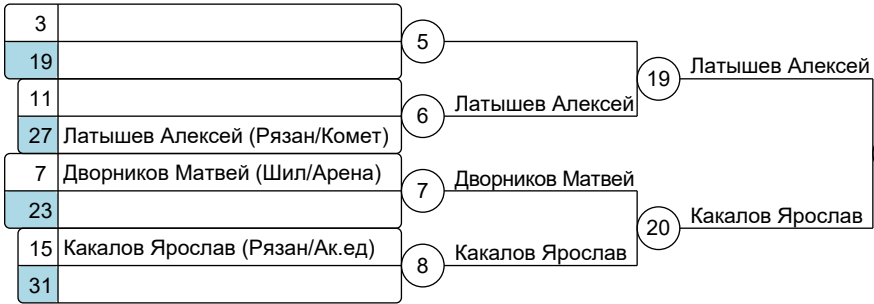 3
5
19
19
Латышев Алексей
11
6
Латышев Алексей
27 Латышев Алексей (Рязан/Комет)
7 Дворников Матвей (Шил/Арена)
7
Дворников Матвей
23
20
Какалов Ярослав
15 Какалов Ярослав (Рязан/Ак.ед)
8
Какалов Ярослав
31